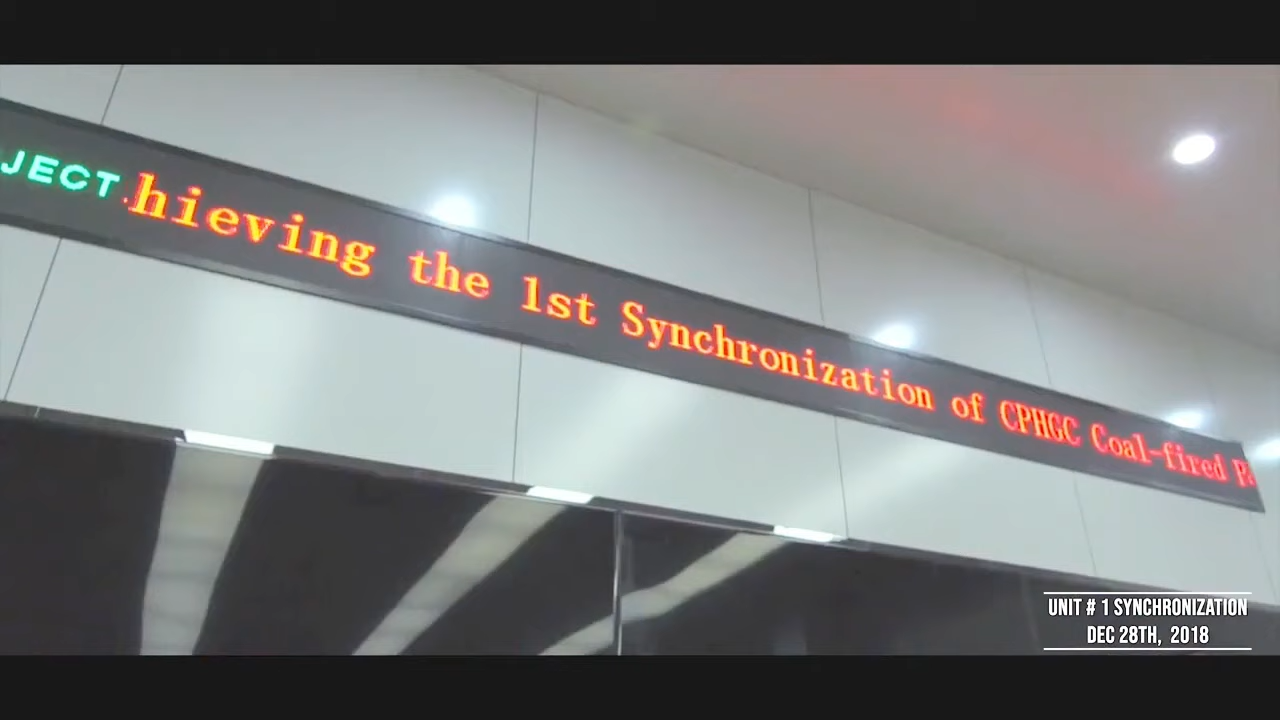 JECT hieving the 1st Synchronization of CPHGC Coal-fired
UNIT # 1 SYNCHRONIZATION
DEC 28TH, 2018